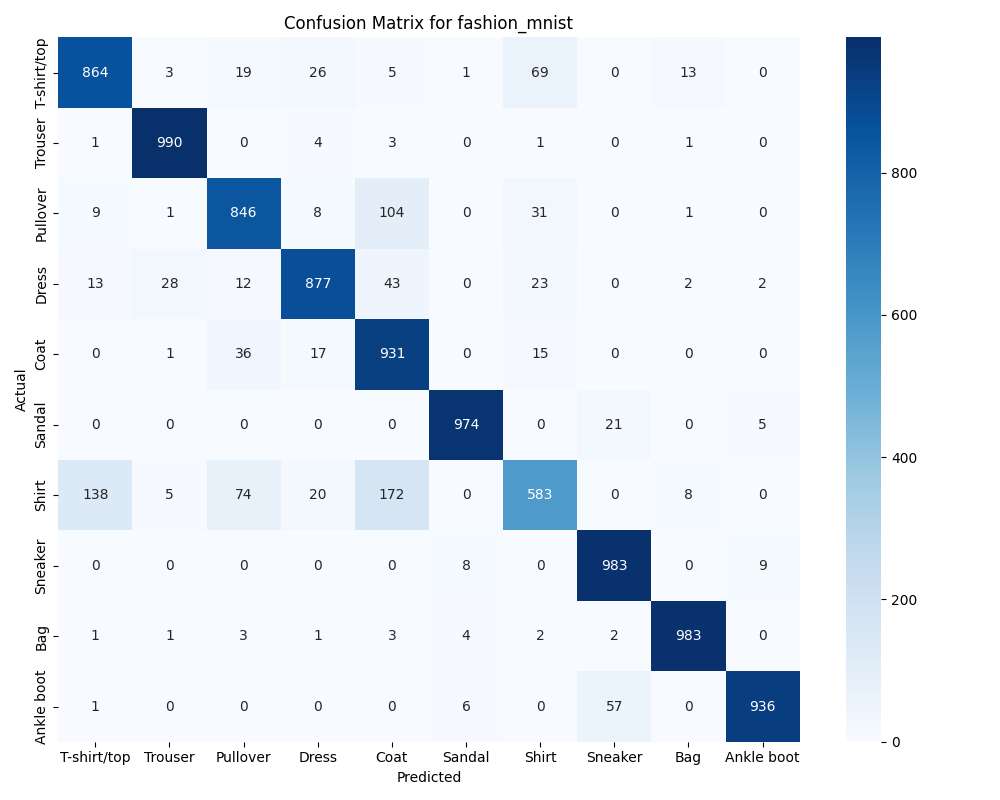 Confusion Matrix for fashion_mnist
T-shirt/top 864 3 19 26 5 1 69 0 13 0
Trouser 1 990 0 4 3 0 1 0 1 0
Pullover 9 1 846 8 104 0 31 0 1 0
Dress 13 28 12 877 43 0 23 0 2 2
Coat 0 1 36 17 931 0 15 0 0 0
Sandal 0 0 0 0 0 974 0 21 0 5
Shirt 138 5 74 20 172 0 583 0 8 0
Sneaker 0 0 0 0 0 8 0 983 0 9
Bag 1 1 3 1 3 4 2 2 983 0
Ankle boot 1 0 0 0 0 6 0 57 0 936
T-shirt/top Trouser Pullover Dress Coat Sandal Shirt Sneaker Bag Ankle boot
Predicted
Actual
800
600
400
200
0